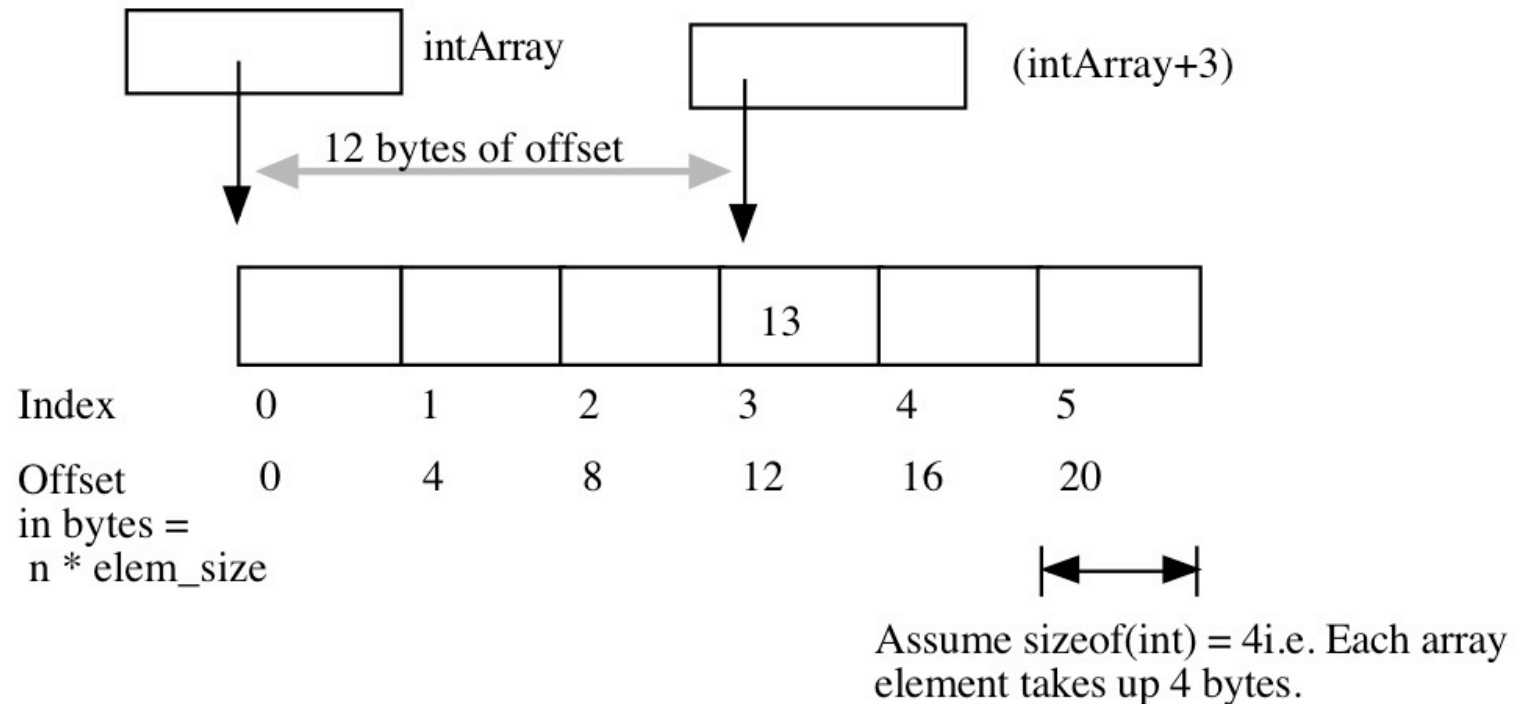 intArray
(intArray+3)
12 bytes of offset
13
Index 0 1 2 3 4 5
Offset 0 4 8 12 16 20
in bytes =
n * elem_size
Assume sizeof(int) = 4i.e. Each array
element takes up 4 bytes.